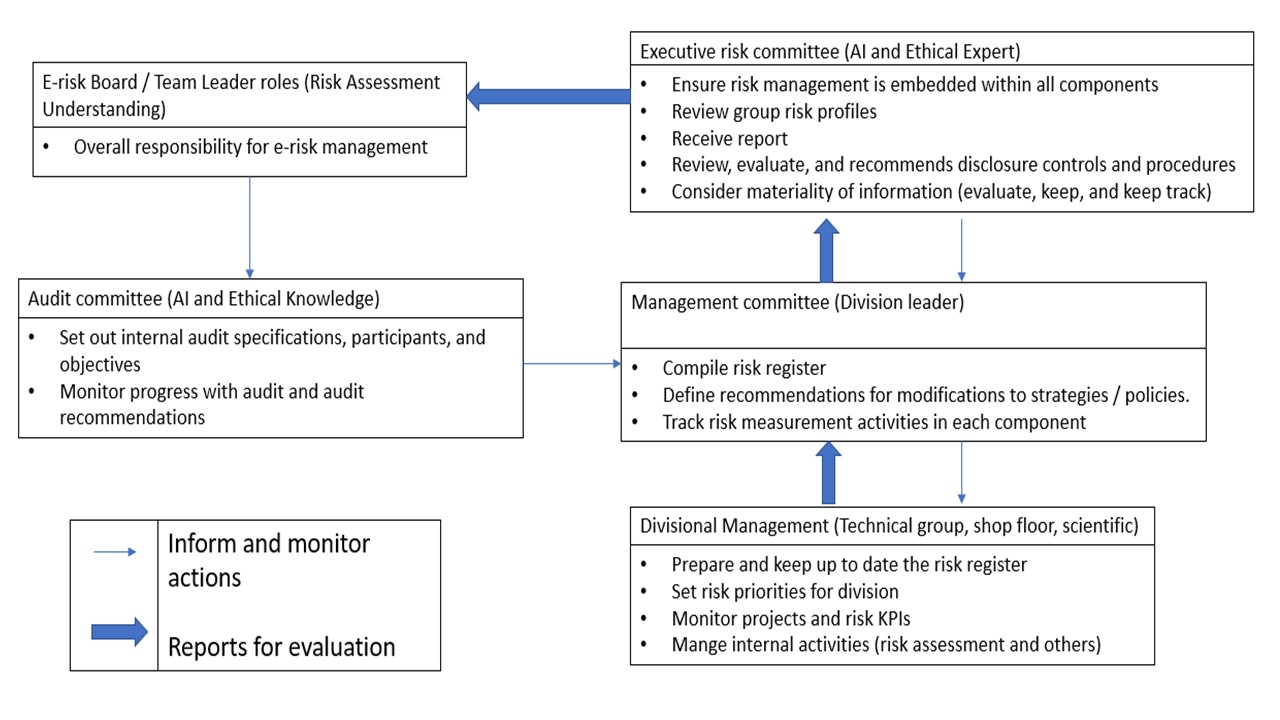 E-risk Board / Team Leader roles (Risk Assessment
Understanding)
• Overall responsibility for e-risk management
Executive risk committee (AI and Ethical Expert)
• Ensure risk management is embedded within all components
• Review group risk profiles
• Receive report
• Review, evaluate, and recommends disclosure controls and procedures
• Consider materiality of information (evaluate, keep, and keep track)
Audit committee (AI and Ethical Knowledge)
• Set out internal audit specifications, participants, and
objectives
• Monitor progress with audit and audit
recommendations
Management committee (Division leader)
• Compile risk register
• Define recommendations for modifications to strategies / policies.
• Track risk measurement activities in each component
Divisional Management (Technical group, shop floor, scientific)
• Prepare and keep up to date the risk register
• Set risk priorities for division
• Monitor projects and risk KPIs
• Mange internal activities (risk assessment and others)
Inform and monitor
actions
Reports for evaluation